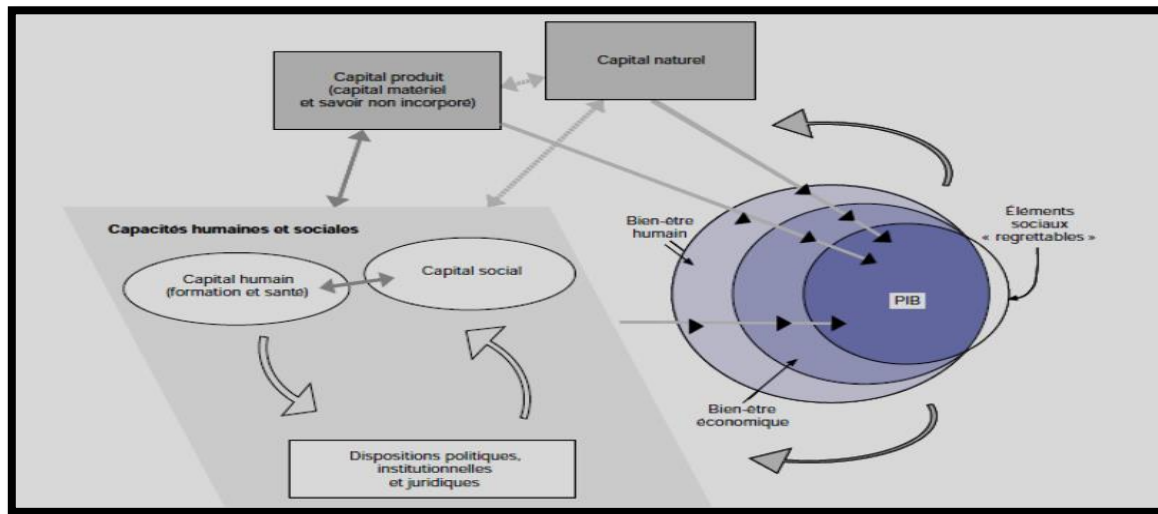 Capital produit
(capital matériel
et savoir non incorporé)
Capital naturel
Capacités humaines et sociales
Capital humain
(formation et santé)
Capital social
Dispositions politiques,
institutionnelles
et juridiques
Bien-être
humain
Éléments
sociaux
« regrettables »
PIB
Bien-être
économique